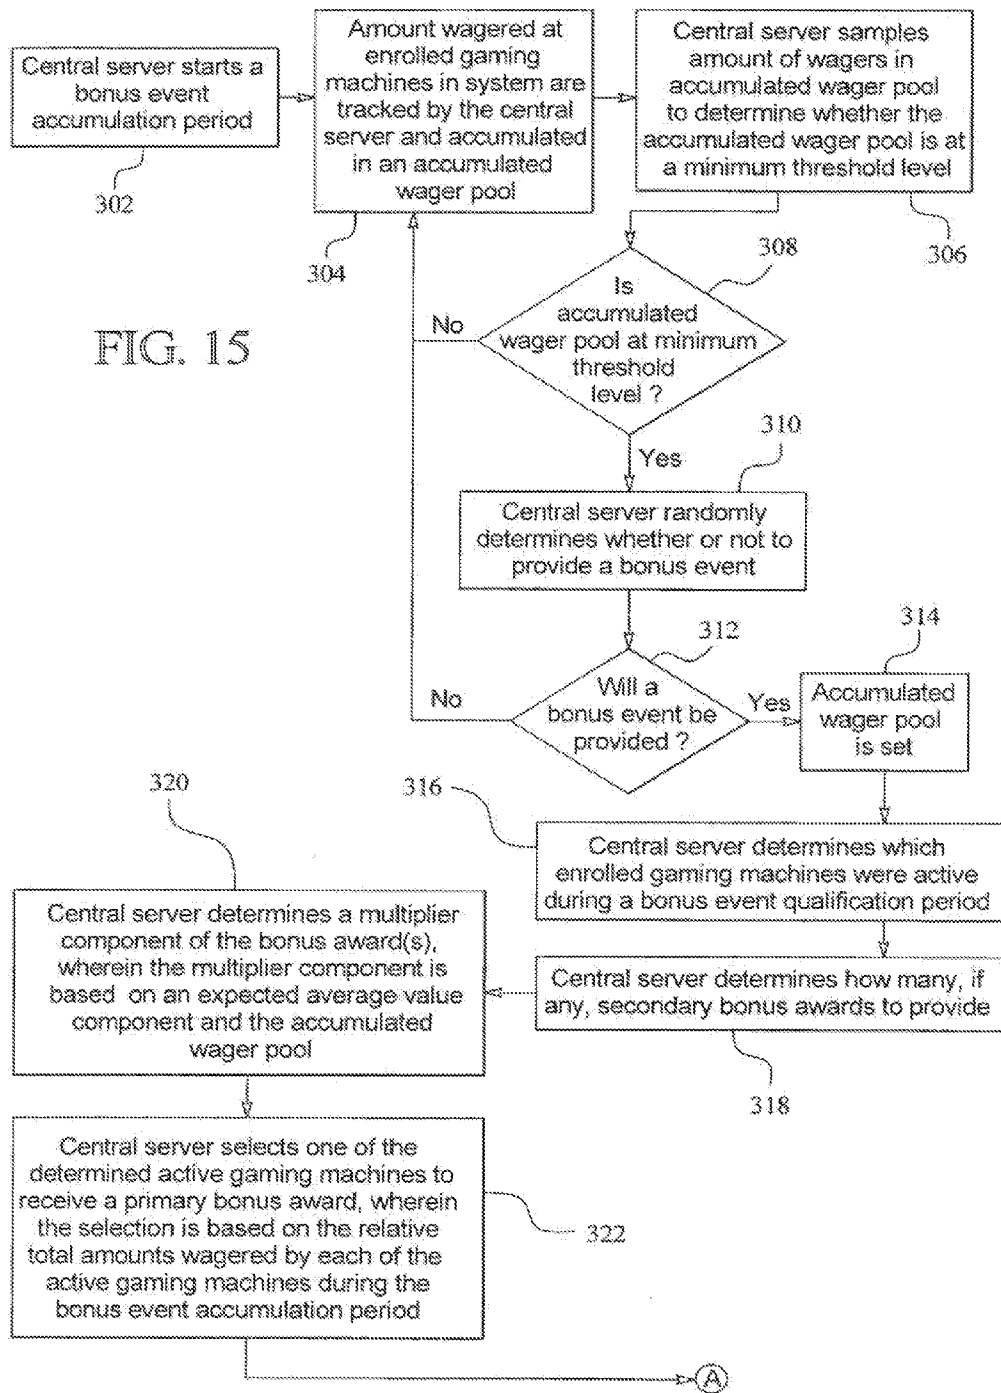 Central server starts a
bonus event
accumulation period
302
Amount wagered at
enrolled gaming
machines in system are
tracked by the central
server and accumulated
in an accumulated
wager pool
304
Central server samples
amount of wagers in
accumulated wager pool
to determine whether the
accumulated wager pool is at
a minimum threshold level
306
308
Is
accumulated
wager pool at minimum
threshold
level ?
No
FIG. 15
Yes
310
Central server randomly
determines whether or not to
provide a bonus event
312
Will a
bonus event be
provided ?
No
Yes
314
Accumulated
wager pool
is set
316
Central server determines which
enrolled gaming machines were active
during a bonus event qualification period
Central server determines how many, if
any, secondary bonus awards to provide
318
320
Central server determines a multiplier
component of the bonus award(s),
wherein the multiplier component is
based on an expected average value
component and the accumulated
wager pool
Central server selects one of the
determined active gaming machines to
receive a primary bonus award, wherein
the selection is based on the relative
total amounts wagered by each of the
active gaming machines during the
bonus event accumulation period
322
A